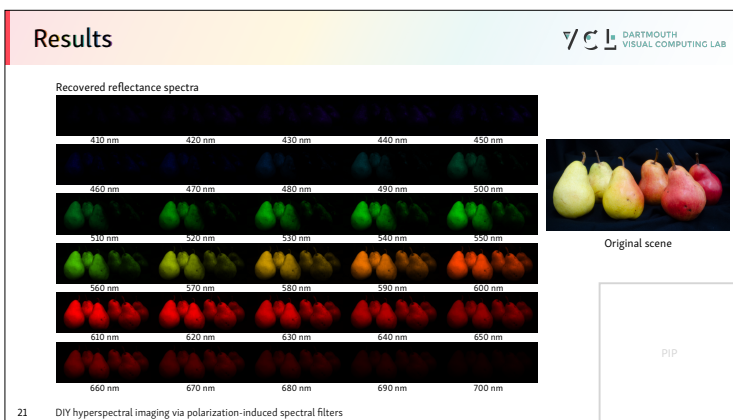 Results
DARTMOUTH
VISUAL COMPUTING LAB
Recovered reflectance spectra
410 nm 420 nm 430 nm 440 nm 450 nm
460 nm 470 nm 480 nm 490 nm 500 nm
510 nm 520 nm 530 nm 540 nm 550 nm
560 nm 570 nm 580 nm 590 nm 600 nm
610 nm 620 nm 630 nm 640 nm 650 nm
660 nm 670 nm 680 nm 690 nm 700 nm
Original scene
PIP
21 DIY hyperspectral imaging via polarization-induced spectral filters